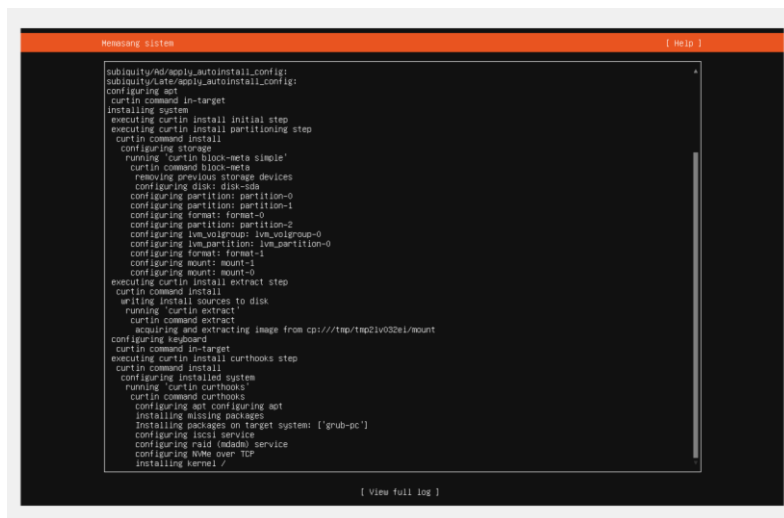 Memasang sistem [ Help ]
subiquity/Ad/apply_autoinstall_config:
subiquity/Late/apply_autoinstall_config:
configuring apt
curtin command in-target
installing system
executing curtin install initial step
executing curtin install partitioning step
curtin command install
configuring storage
running 'curtin block-meta simple'
curtin command block-meta
removing previous storage devices
configuring disk: disk-sda
configuring partition: partition-0
configuring partition: partition-1
configuring format: format-0
configuring partition: partition-2
configuring lvm_volgroup: lvm_volgroup-0
configuring lvm_partition: lvm_partition-0
configuring format: format-1
configuring mount: mount-1
configuring mount: mount-0
executing curtin install extract step
curtin command install
writing install sources to disk
running 'curtin extract'
curtin command extract
acquiring and extracting image from cp:///tmp/tmp2lv032ei/mount
configuring keyboard
curtin command in-target
executing curtin install curthooks step
curtin command install
configuring installed system
running 'curtin curthooks'
curtin command curthooks
configuring apt configuring apt
installing missing packages
Installing packages on target system: ['grub-pc']
configuring iscsi service
configuring raid (mdadm) service
configuring NVMe over TCP
installing kernel /
[ View full log ]